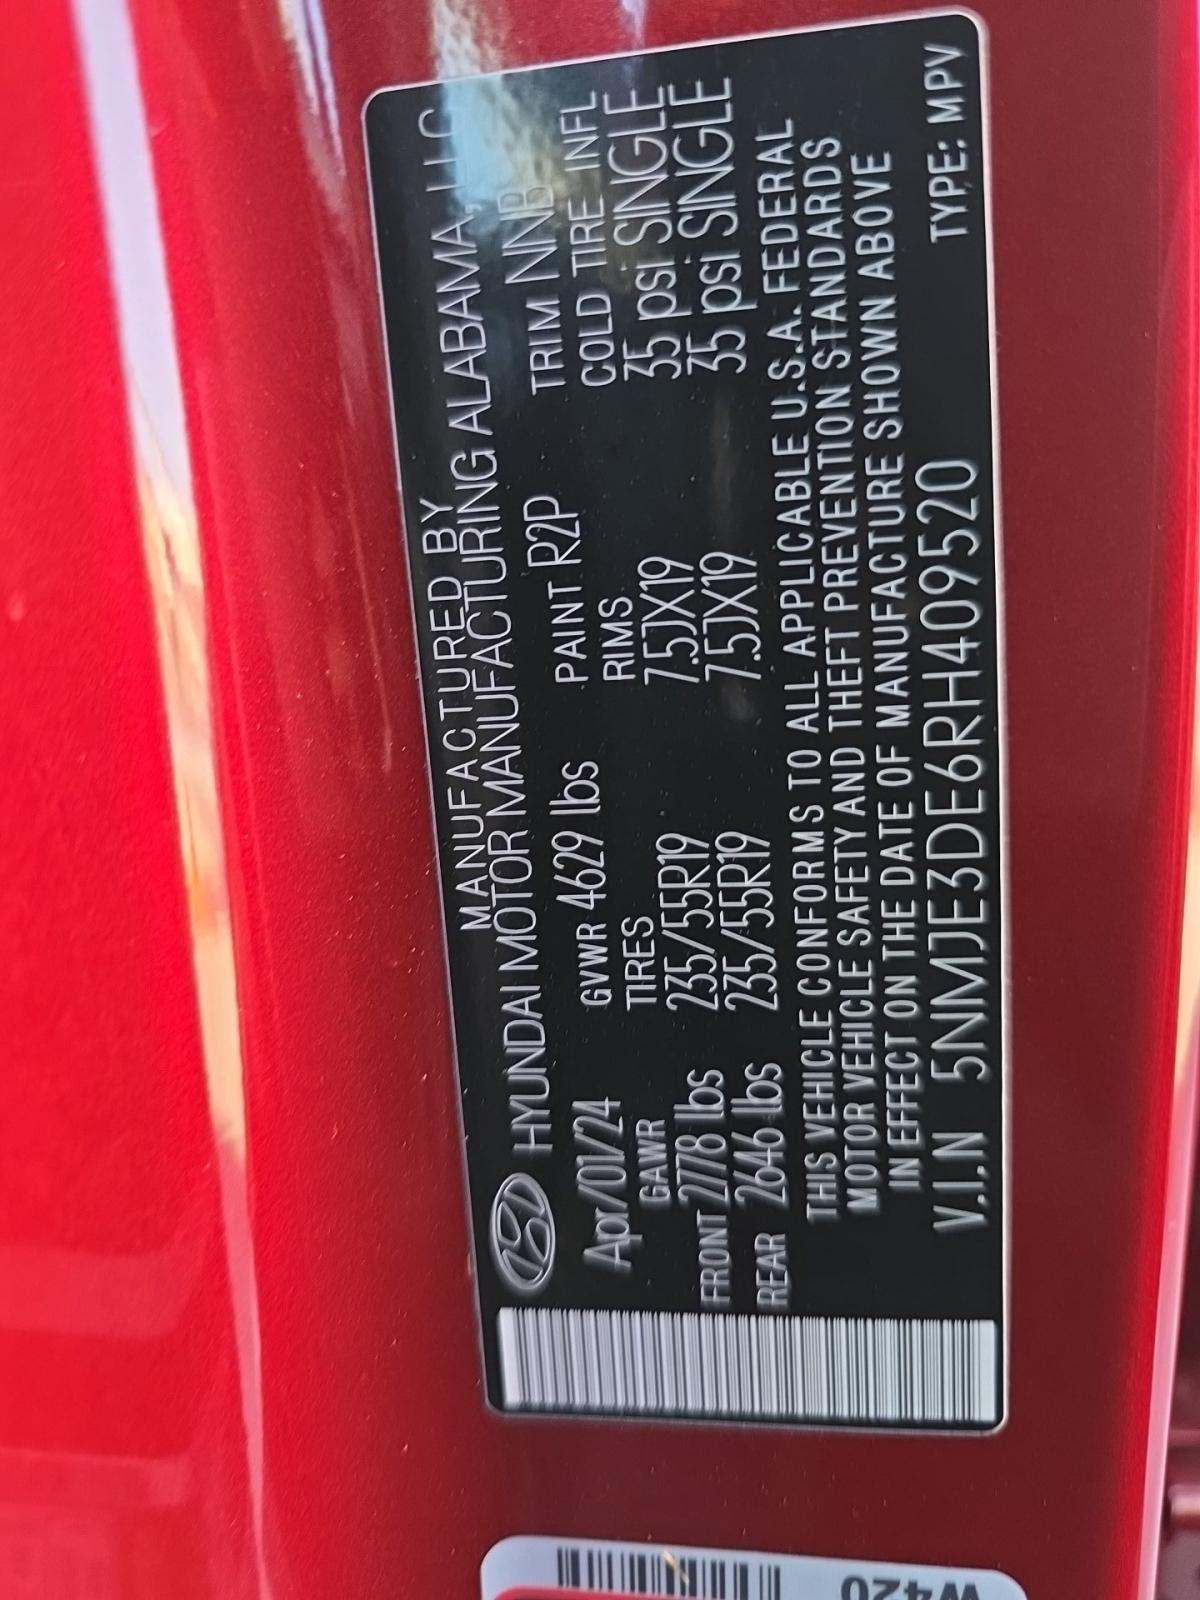 MANUFACTURED BY
HYUNDAI MOTOR MANUFACTURING ALABAMA, LLC
Apr/01/24 GVWR 4629 lbs PAINT R2P TRIM NNB
GAWR TIRES RIMS COLD TIRE INFL
FRONT 2778 lbs 235/55R19 7.5JX19 35 psi SINGLE
REAR 2646 lbs 235/55R19 7.5JX19 35 psi SINGLE
THIS VEHICLE CONFORMS TO ALL APPLICABLE U.S.A. FEDERAL
MOTOR VEHICLE SAFETY AND THEFT PREVENTION STANDARDS
IN EFFECT ON THE DATE OF MANUFACTURE SHOWN ABOVE
V.I.N 5NMJE3DE6RH409520 TYPE: MPV
W420